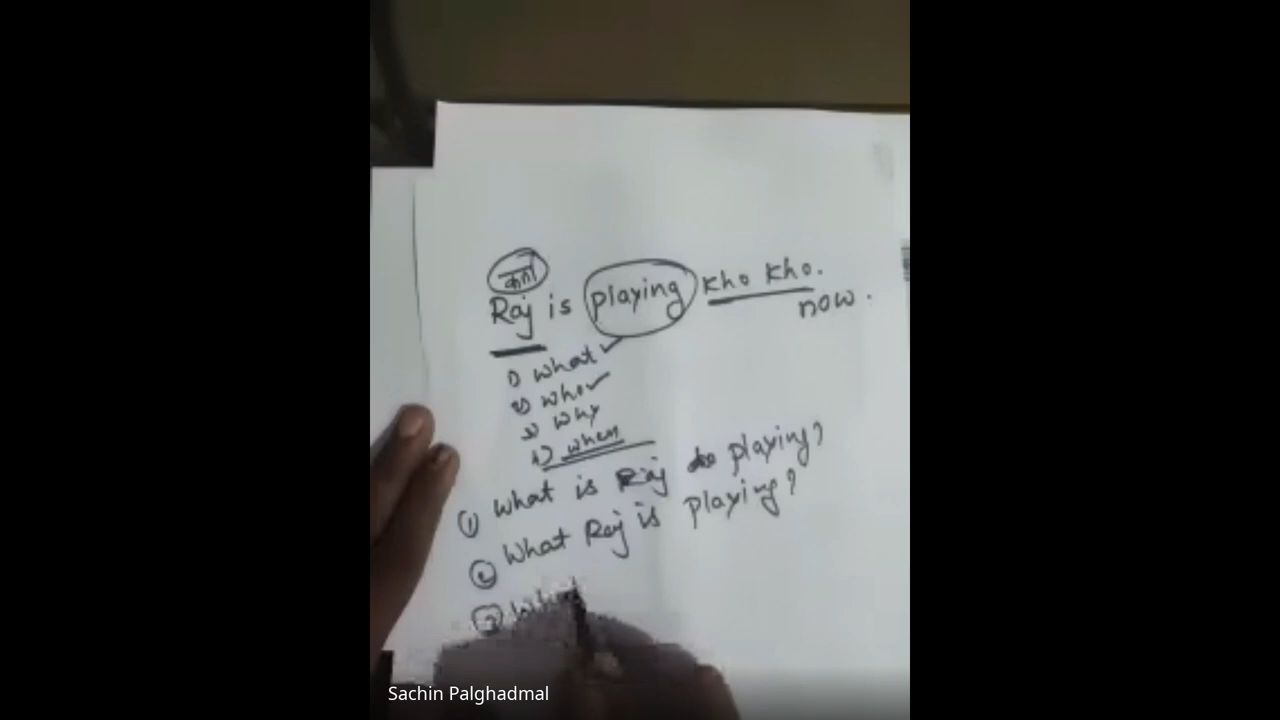 कर्ता
Raj is playing Kho Kho.
now.
1) what ✓
2) who ✓
3) why
4) when
① What is Raj playing?
② What Raj is playing?
③
Sachin Palghadmal